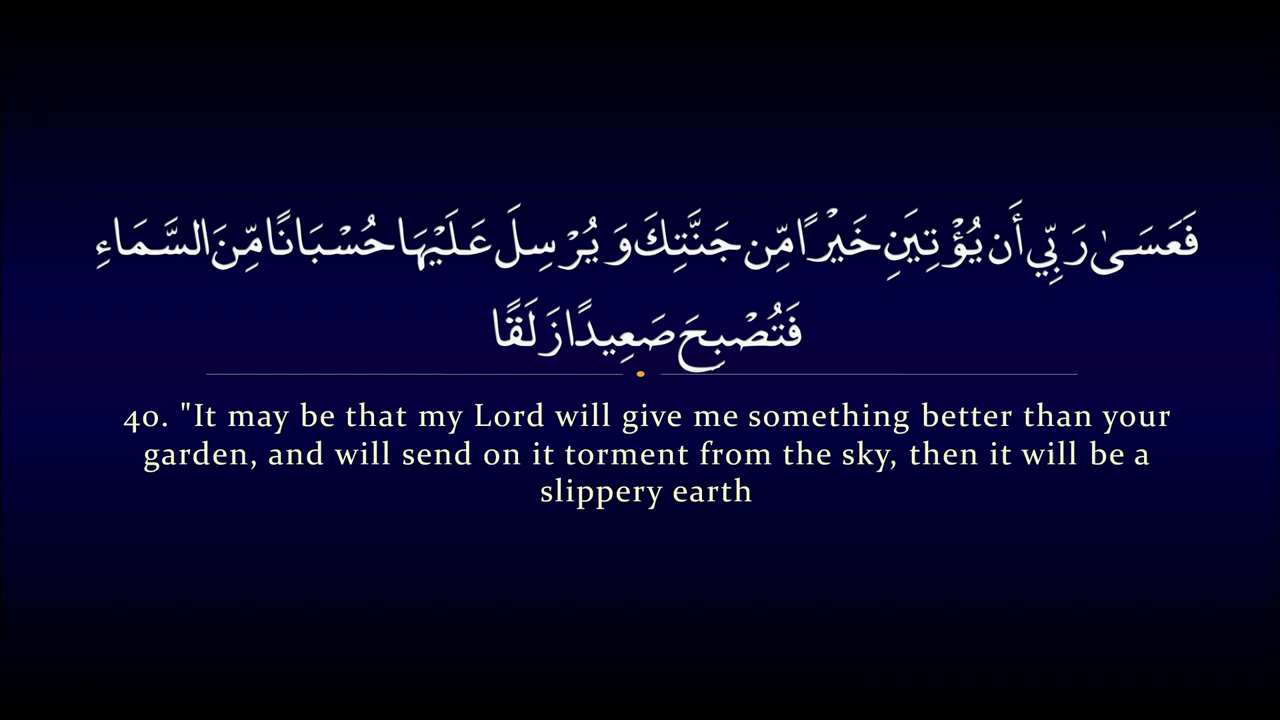 فَعَسَىٰ رَبِّي أَن يُؤْتِيَنِ خَيْرًا مِّن جَنَّتِكَ وَيُرْسِلَ عَلَيْهَا حُسْبَانًا مِّنَ السَّمَاءِ
فَتُصْبِحَ صَعِيدًا زَلَقًا
40. "It may be that my Lord will give me something better than your
garden, and will send on it torment from the sky, then it will be a
slippery earth